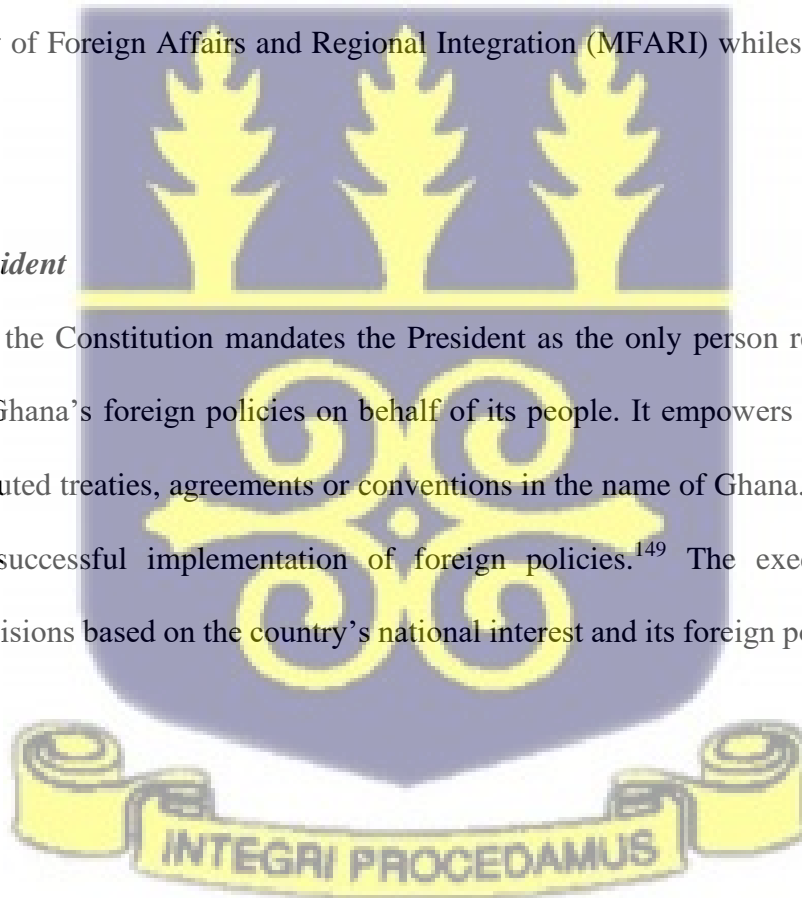 of Foreign Affairs and Regional Integration (MFARI) whiles
ident
the Constitution mandates the President as the only person r
Ghana’s foreign policies on behalf of its people. It empowers
uted treaties, agreements or conventions in the name of Ghana.
successful implementation of foreign policies.¹⁴⁹ The exe
isions based on the country’s national interest and its foreign p
INTEGRI PROCEDAMUS